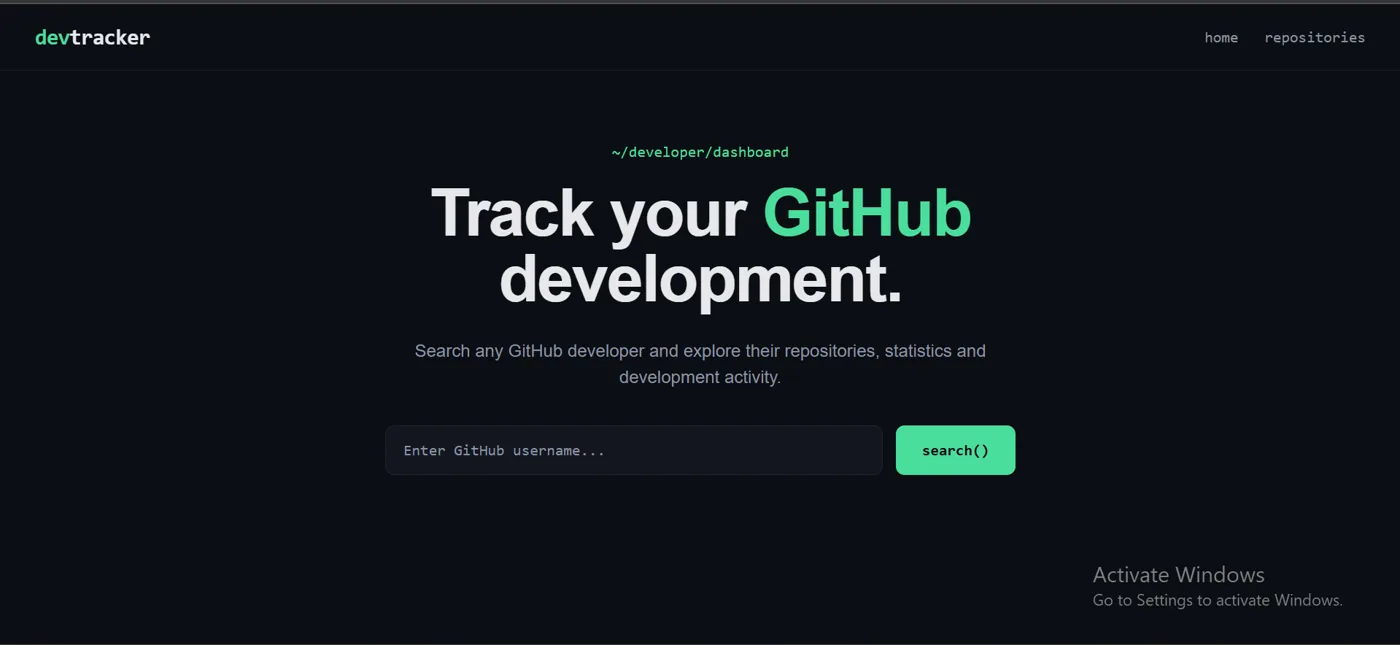 devtracker
home
repositories
~/developer/dashboard
Track your GitHub
development.
Search any GitHub developer and explore their repositories, statistics and
development activity.
Enter GitHub username...
search()
Activate Windows
Go to Settings to activate Windows.